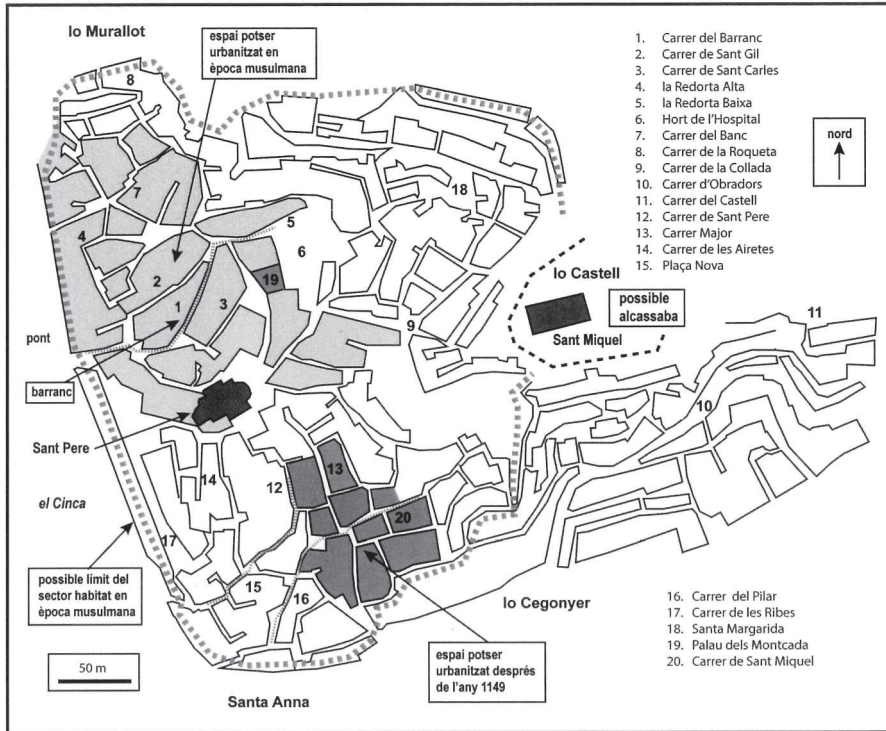 lo Murallot
espai potser
urbanitzat en
època musulmana
1. Carrer del Barranc
2. Carrer de Sant Gil
3. Carrer de Sant Carles
4. la Redorta Alta
5. la Redorta Baixa
6. Hort de l'Hospital
7. Carrer del Banc
8. Carrer de la Roqueta
9. Carrer de la Collada
10. Carrer d'Obradors
11. Carrer del Castell
12. Carrer de Sant Pere
13. Carrer Major
14. Carrer de les Airetes
15. Plaça Nova
nord
8
7
18
5
4
6
2
19
lo Castell
1
3
possible
alcassaba
9
Sant Miquel
11
pont
barranc
10
Sant Pere
13
14
12
el Cinca
20
17
possible límit del
sector habitat en
època musulmana
15
16
lo Cegonyer
16. Carrer del Pilar
17. Carrer de les Ribes
18. Santa Margarida
19. Palau dels Montcada
20. Carrer de Sant Miquel
50 m
espai potser
urbanitzat després
de l'any 1149
Santa Anna